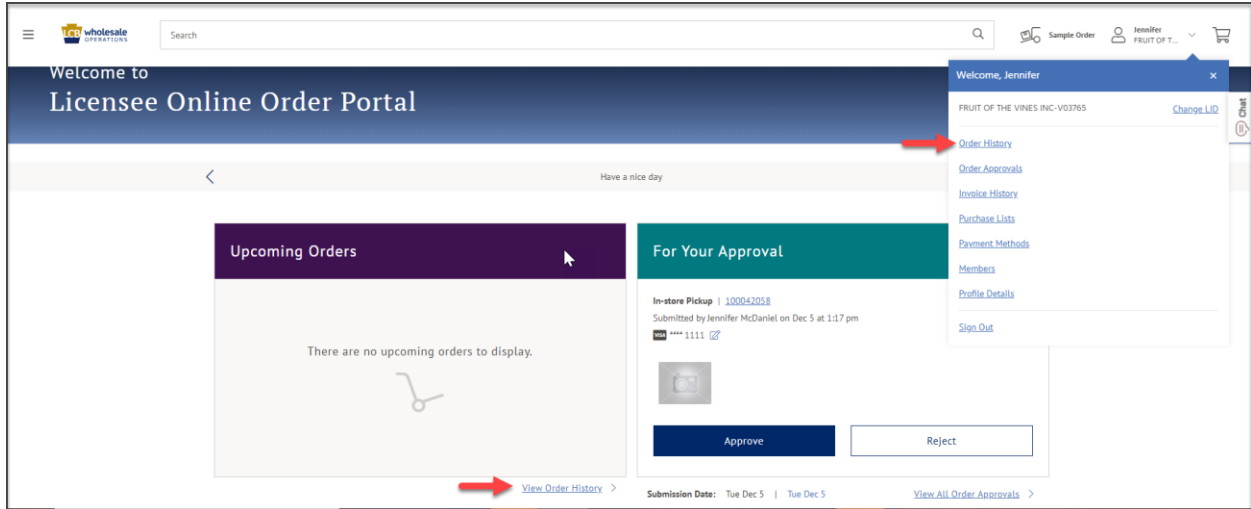 LCB wholesale
OPERATIONS
Search
Sample Order
Jennifer
FRUIT OF T...
Welcome to
Licensee Online Order Portal
Welcome, Jennifer
FRUIT OF THE VINES INC-V03765
Change LID
Chat
Order History
Order Approvals
Invoice History
Purchase Lists
Payment Methods
Members
Profile Details
Sign Out
Have a nice day
Upcoming Orders
There are no upcoming orders to display.
View Order History
For Your Approval
In-store Pickup | 100042058
Submitted by Jennifer McDaniel on Dec 5 at 1:17 pm
VISA **** 1111
Approve
Reject
Submission Date: Tue Dec 5 | Tue Dec 5
View All Order Approvals